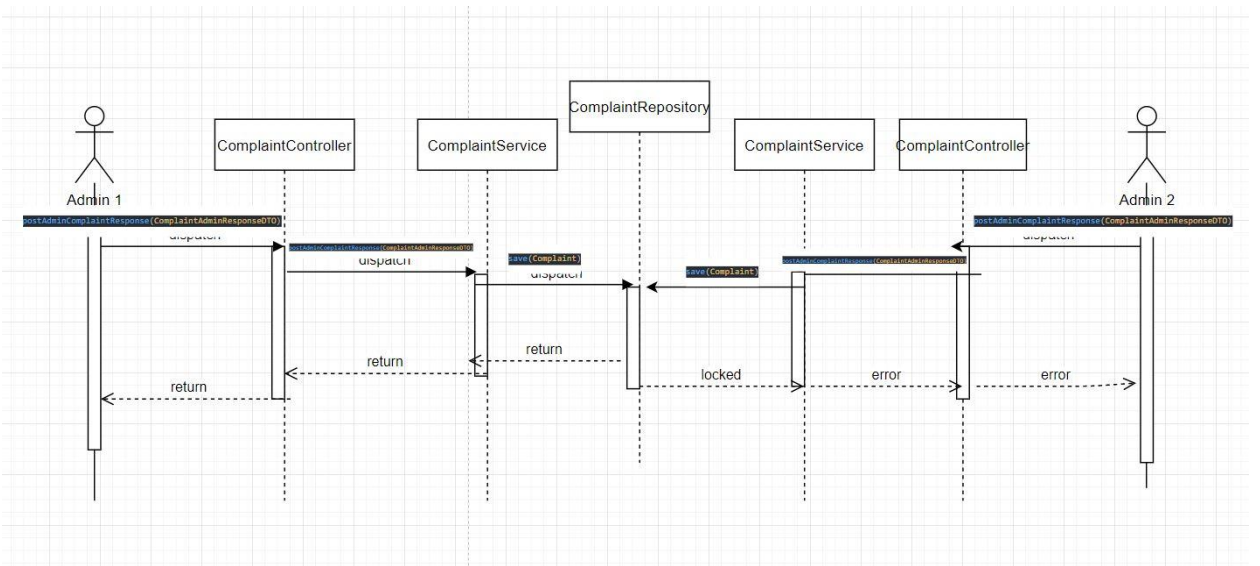 ComplaintRepository
ComplaintController
ComplaintService
ComplaintService
ComplaintController
Admin 1
Admin 2
postAdminComplaintResponse(ComplaintAdminResponseDTO)
postAdminComplaintResponse(ComplaintAdminResponseDTO)
dispatch
dispatch
postAdminComplaintResponse(ComplaintAdminResponseDTO)
save(Complaint)
postAdminComplaintResponse(ComplaintAdminResponseDTO)
dispatch
save(Complaint)
dispatch
return
return
locked
error
error
return